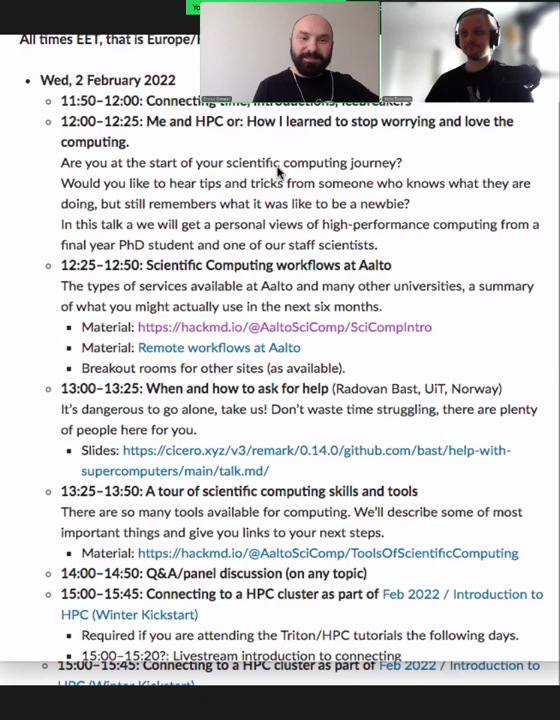 All times EET, that is Europe/
Wed, 2 February 2022
11:50–12:00: Connecting time, introductions, icebreakers
12:00–12:25: Me and HPC or: How I learned to stop worrying and love the
computing.
Are you at the start of your scientific computing journey?
Would you like to hear tips and tricks from someone who knows what they are
doing, but still remembers what it was like to be a newbie?
In this talk a we will get a personal views of high-performance computing from a
final year PhD student and one of our staff scientists.
12:25–12:50: Scientific Computing workflows at Aalto
The types of services available at Aalto and many other universities, a summary
of what you might actually use in the next six months.
Material: https://hackmd.io/@AaltoSciComp/SciCompIntro
Material: Remote workflows at Aalto
Breakout rooms for other sites (as available).
13:00–13:25: When and how to ask for help (Radovan Bast, UiT, Norway)
It's dangerous to go alone, take us! Don't waste time struggling, there are plenty
of people here for you.
Slides: https://cicero.xyz/v3/remark/0.14.0/github.com/bast/help-with-
supercomputers/main/talk.md/
13:25–13:50: A tour of scientific computing skills and tools
There are so many tools available for computing. We'll describe some of most
important things and give you links to your next steps.
Material: https://hackmd.io/@AaltoSciComp/ToolsOfScientificComputing
14:00–14:50: Q&A/panel discussion (on any topic)
15:00–15:45: Connecting to a HPC cluster as part of Feb 2022 / Introduction to
HPC (Winter Kickstart)
Required if you are attending the Triton/HPC tutorials the following days.
15:00–15:20?: Livestream introduction to connecting
15:00–15:45: Connecting to a HPC cluster as part of Feb 2022 / Introduction to
HPC (Winter Kickstart)